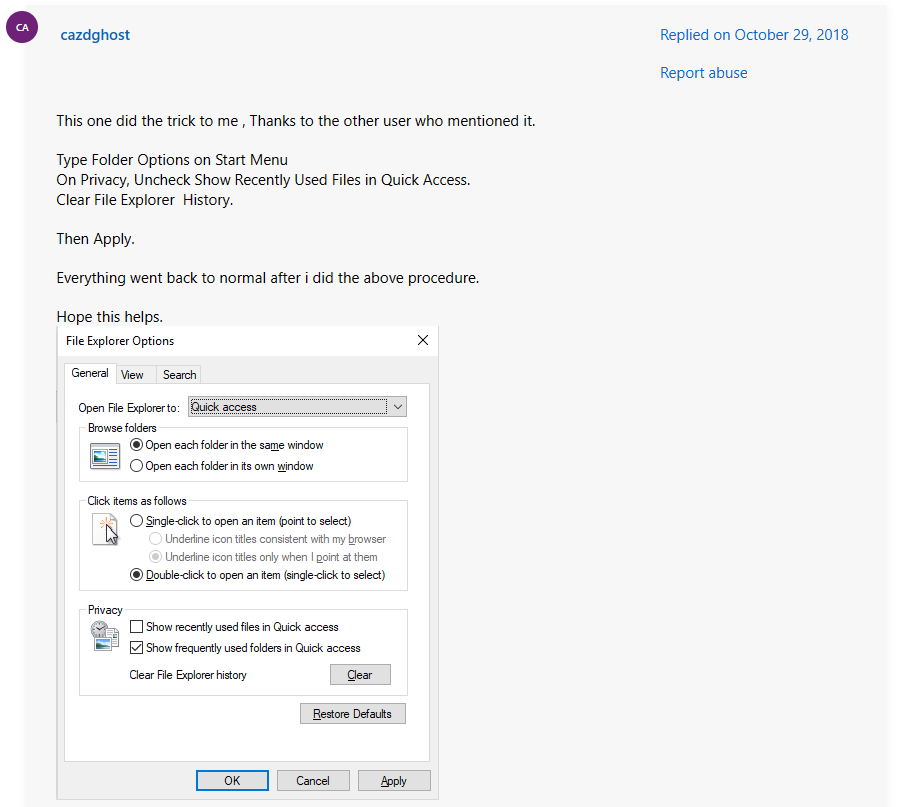 CA
cazdghost
Replied on October 29, 2018
Report abuse
This one did the trick to me , Thanks to the other user who mentioned it.
Type Folder Options on Start Menu
On Privacy, Uncheck Show Recently Used Files in Quick Access.
Clear File Explorer  History.
Then Apply.
Everything went back to normal after i did the above procedure.
Hope this helps.
File Explorer Options
General View Search
Open File Explorer to: Quick access
Browse folders
Open each folder in the same window
Open each folder in its own window
Click items as follows
Single-click to open an item (point to select)
Underline icon titles consistent with my browser
Underline icon titles only when I point at them
Double-click to open an item (single-click to select)
Privacy
Show recently used files in Quick access
Show frequently used folders in Quick access
Clear File Explorer history Clear
Restore Defaults
OK Cancel Apply